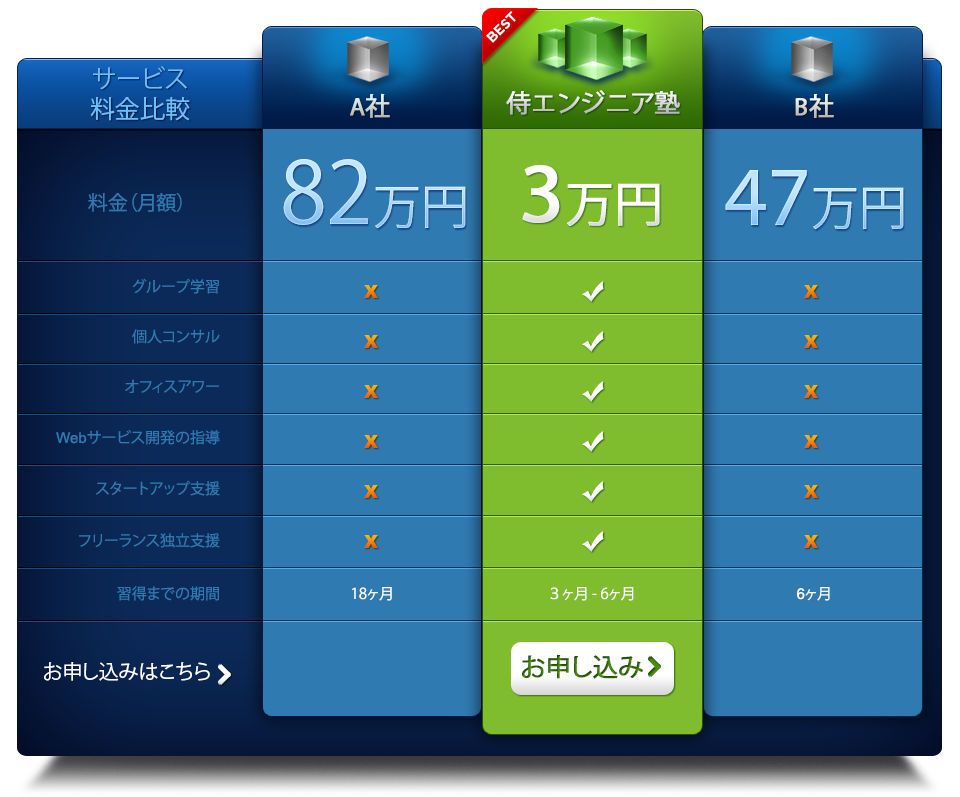 サービス
料金比較
A社
BEST
侍エンジニア塾
B社
料金(月額)
82万円
3万円
47万円
グループ学習
x
x
個人コンサル
x
x
オフィスアワー
x
x
Webサービス開発の指導
x
x
スタートアップ支援
x
x
フリーランス独立支援
x
x
習得までの期間
18ヶ月
3ヶ月 - 6ヶ月
6ヶ月
お申し込みはこちら
お申し込み